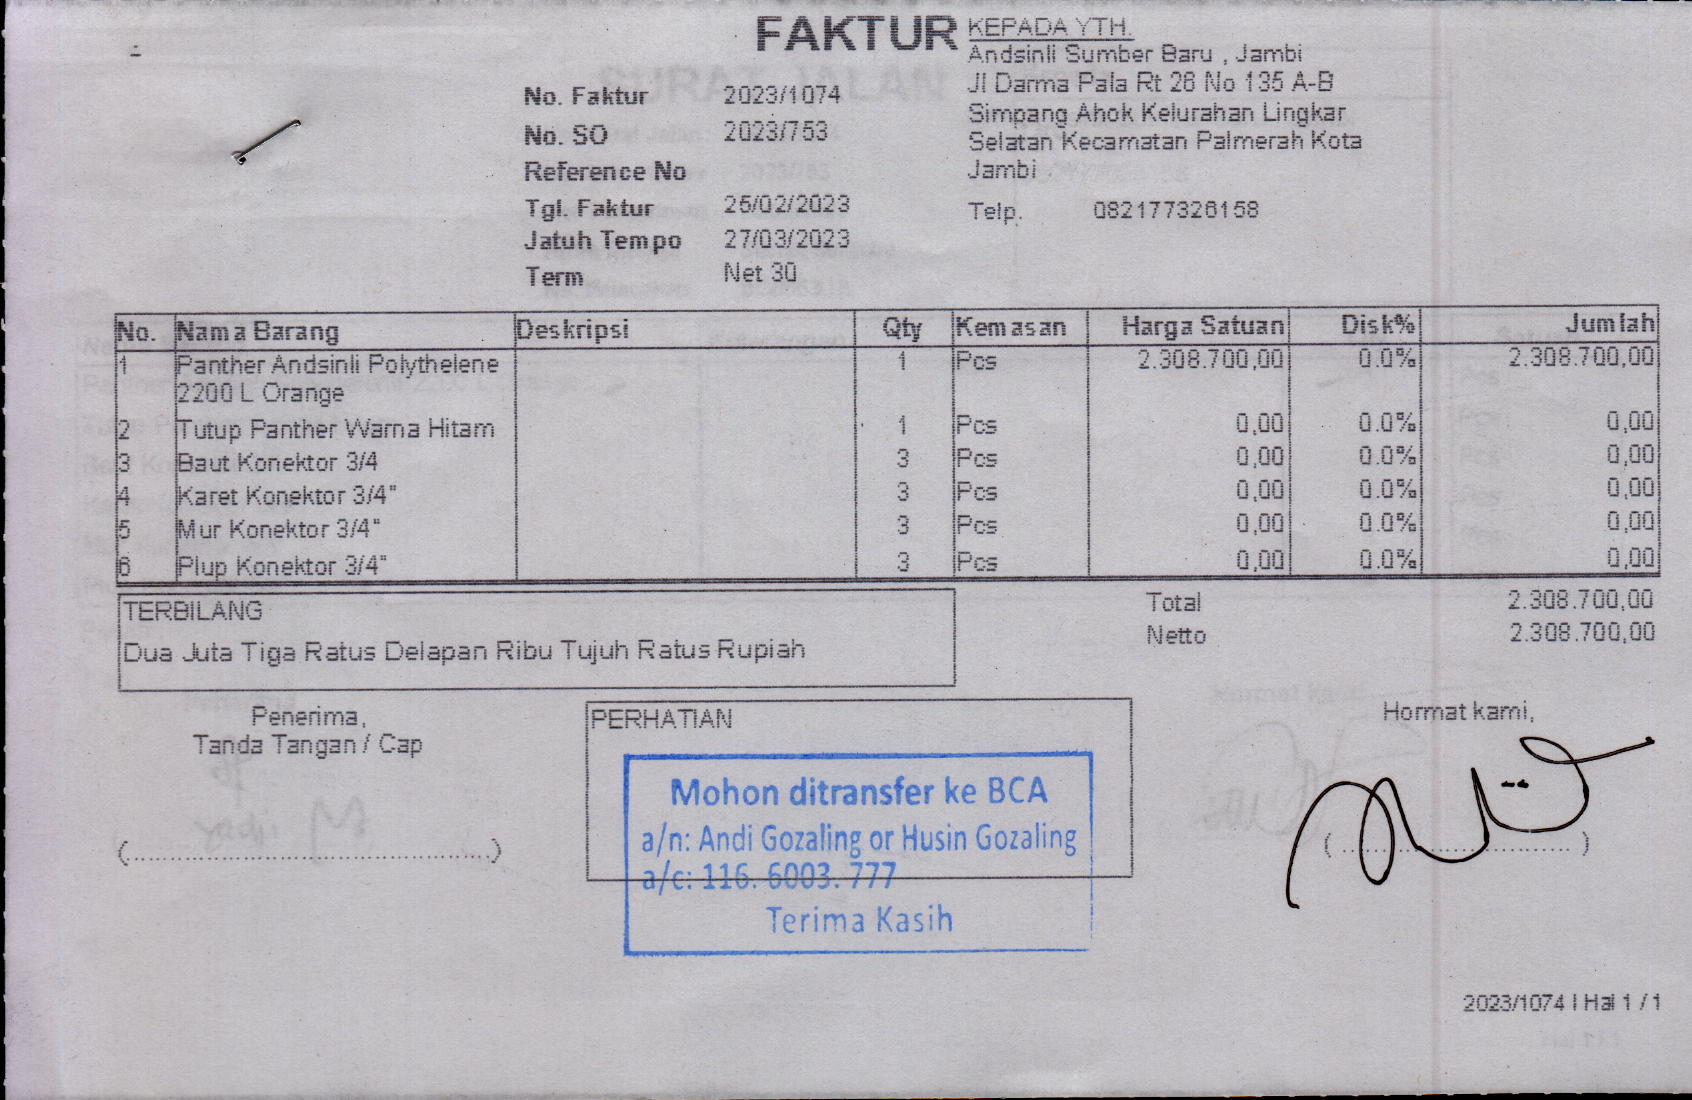 FAKTUR
KEPADA YTH.
Andsinli Sumber Baru , Jambi
Jl Darma Pala Rt 26 No 135 A-B
Simpang Ahok Kelurahan Lingkar
Selatan Kecamatan Palmerah Kota
Jambi
Telp. 082177326158
No. Faktur 2023/1074
No. SO 2023/753
Reference No
Tgl. Faktur 25/02/2023
Jatuh Tempo 27/03/2023
Term Net 30
No. Nama Barang Deskripsi Qty Kemasan Harga Satuan Disk% Jumlah
1 Panther Andsinli Polythelene 1 Pcs 2.308.700,00 0.0% 2.308.700,00
2200 L Orange
2 Tutup Panther Warna Hitam 1 Pcs 0,00 0.0% 0,00
3 Baut Konektor 3/4 3 Pcs 0,00 0.0% 0,00
4 Karet Konektor 3/4" 3 Pcs 0,00 0.0% 0,00
5 Mur Konektor 3/4" 3 Pcs 0,00 0.0% 0,00
6 Plup Konektor 3/4" 3 Pcs 0,00 0.0% 0,00
TERBILANG
Dua Juta Tiga Ratus Delapan Ribu Tujuh Ratus Rupiah
Total 2.308.700,00
Netto 2.308.700,00
Penerima,
Tanda Tangan / Cap
(........................................)
PERHATIAN
Mohon ditransfer ke BCA
a/n: Andi Gozaling or Husin Gozaling
a/c: 116. 6003. 777
Terima Kasih
Hormat kami,
(..........................)
2023/1074 | Hal 1 / 1